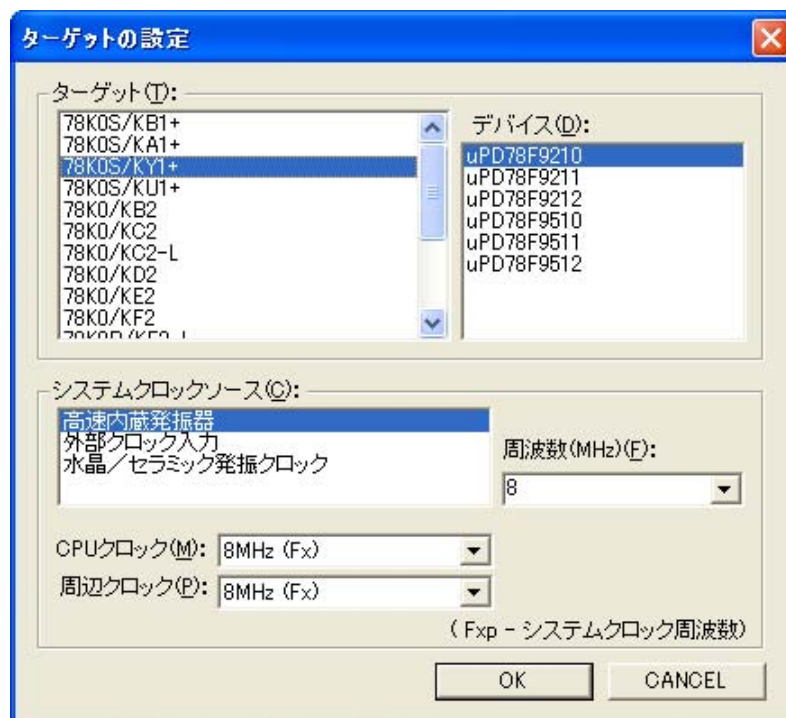 ターゲットの設定
ターゲット(T):
78K0S/KB1+
78K0S/KA1+
78K0S/KY1+
78K0S/KU1+
78K0/KB2
78K0/KC2
78K0/KC2-L
78K0/KD2
78K0/KE2
78K0/KF2
デバイス(D):
uPD78F9210
uPD78F9211
uPD78F9212
uPD78F9510
uPD78F9511
uPD78F9512
システムクロックソース(C):
高速内蔵発振器
外部クロック入力
水晶／セラミック発振クロック
周波数(MHz)(F):
8
CPUクロック(M): 8MHz (Fx)
周辺クロック(P): 8MHz (Fx)
( Fxp - システムクロック周波数)
OK CANCEL